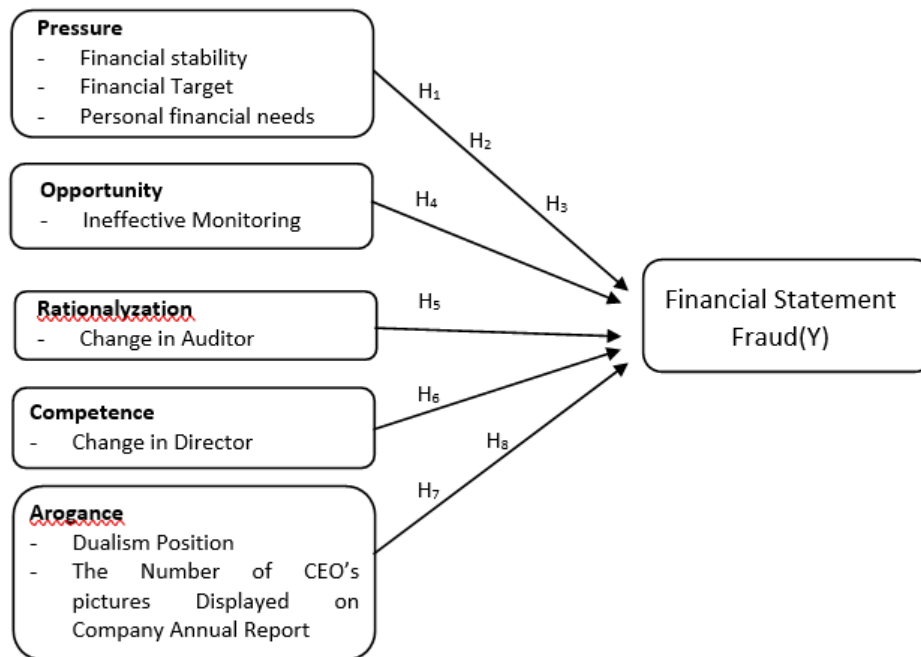 Pressure
- Financial stability
- Financial Target
- Personal financial needs
H₁
H₂
H₃
Opportunity
- Ineffective Monitoring
H₄
Rationalyzation
- Change in Auditor
H₅
Competence
- Change in Director
H₆
Arogance
- Dualism Position
- The Number of CEO's
pictures Displayed on
Company Annual Report
H₇
H₈
Financial Statement
Fraud(Y)